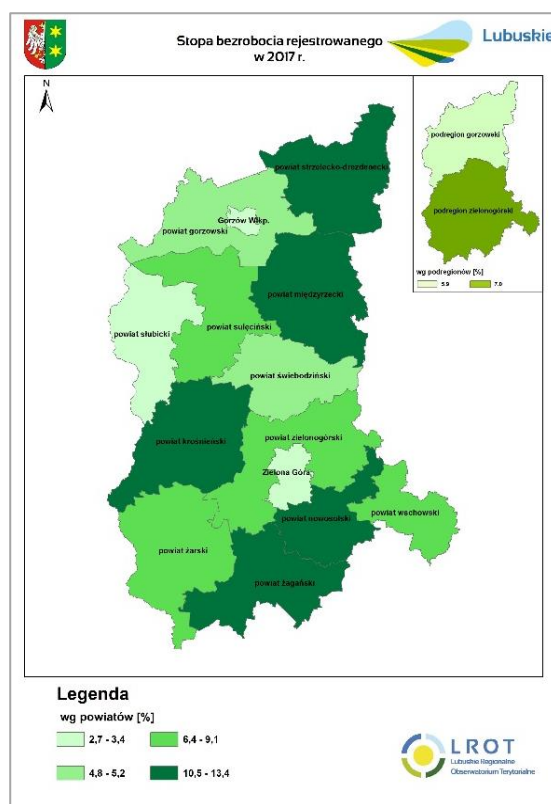 Stopa bezrobocia rejestrowanego
w 2017 r.
Lubuskie
N
powiat strzelecko-drezdenecki
Gorzów Wlkp.
powiat gorzowski
powiat międzyrzecki
powiat sulęciński
powiat słubicki
powiat świebodziński
powiat krośnieński
powiat zielonogórski
Zielona Góra
powiat nowosolski
powiat wschowski
powiat żarski
powiat żagański
podregion gorzowski
podregion zielonogórski
wg podregionów [%]
5,9
7,0
Legenda
wg powiatów [%]
2,7 - 3,4
6,4 - 9,1
4,8 - 5,2
10,5 - 13,4
LROT
Lubuskie Regionalne
Obserwatorium Terytorialne